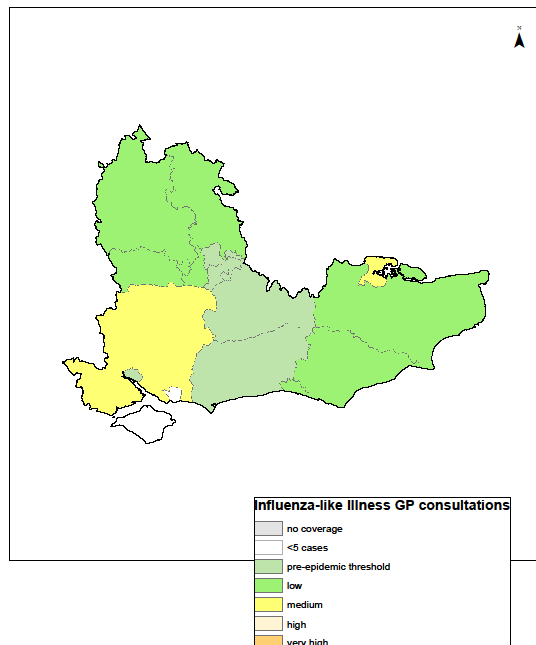 N
Influenza-like Illness GP consultations
no coverage
<5 cases
pre-epidemic threshold
low
medium
high
very high